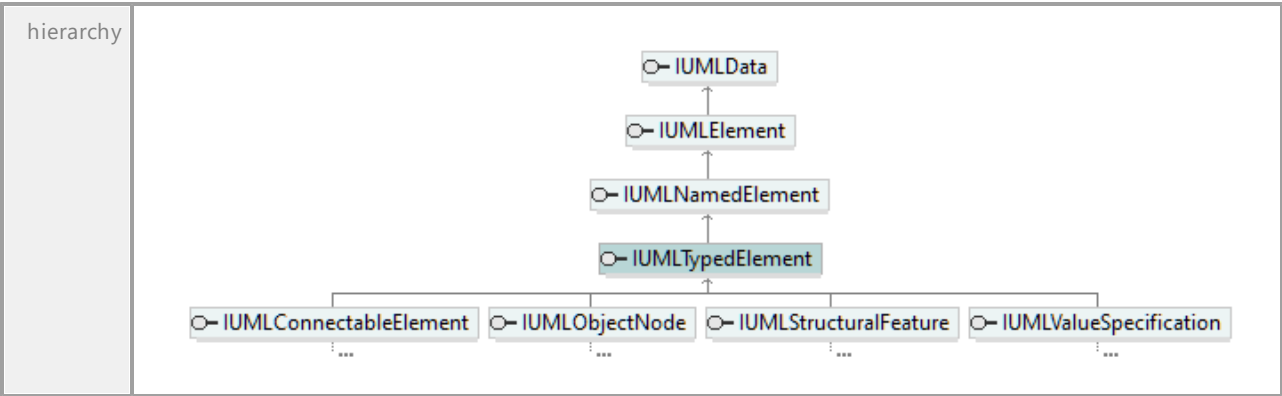 hierarchy
IUMLData
IUMLElement
IUMLNamedElement
IUMLTypedElement
IUMLConnectableElement IUMLObjectNode IUMLStructuralFeature IUMLValueSpecification
... ... ... ...